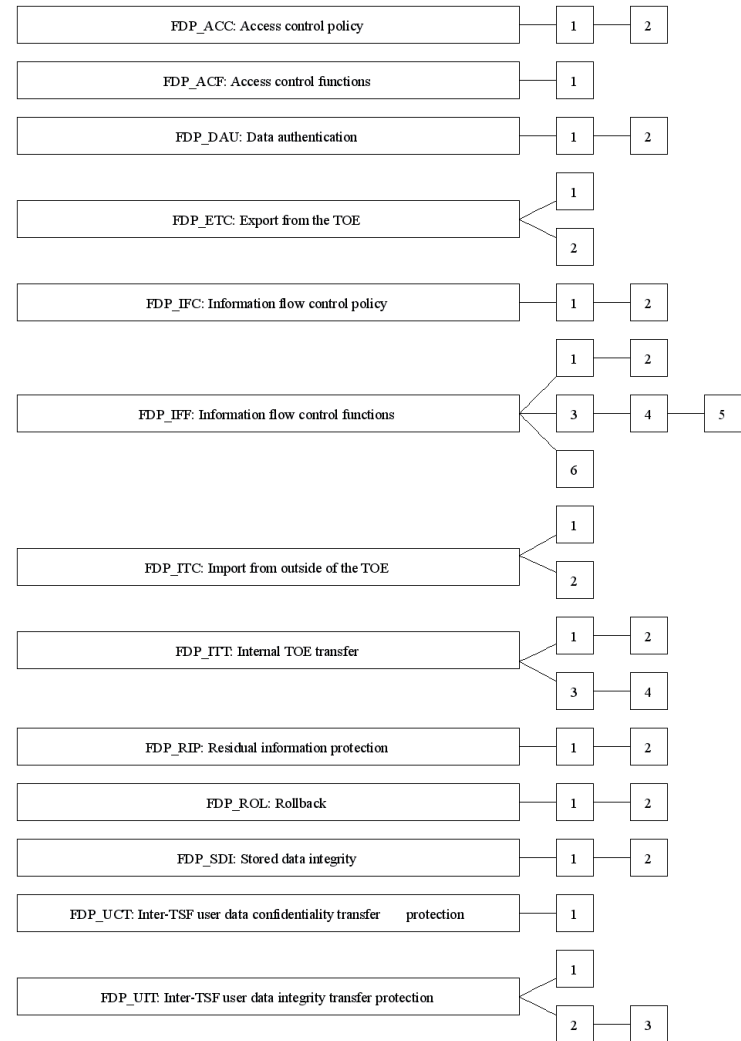 FDP_ACC: Access control policy 1 2
FDP_ACF: Access control functions 1
FDP_DAU: Data authentication 1 2
1
FDP_ETC: Export from the TOE
2
FDP_IFC: Information flow control policy 1 2
1 2
FDP_IFF: Information flow control functions 3 4 5
6
1
FDP_ITC: Import from outside of the TOE
2
1 2
FDP_ITT: Internal TOE transfer
3 4
FDP_RIP: Residual information protection 1 2
FDP_ROL: Rollback 1 2
FDP_SDI: Stored data integrity 1 2
FDP_UCT: Inter-TSF user data confidentiality transfer protection 1
1
FDP_UIT: Inter-TSF user data integrity transfer protection
2 3